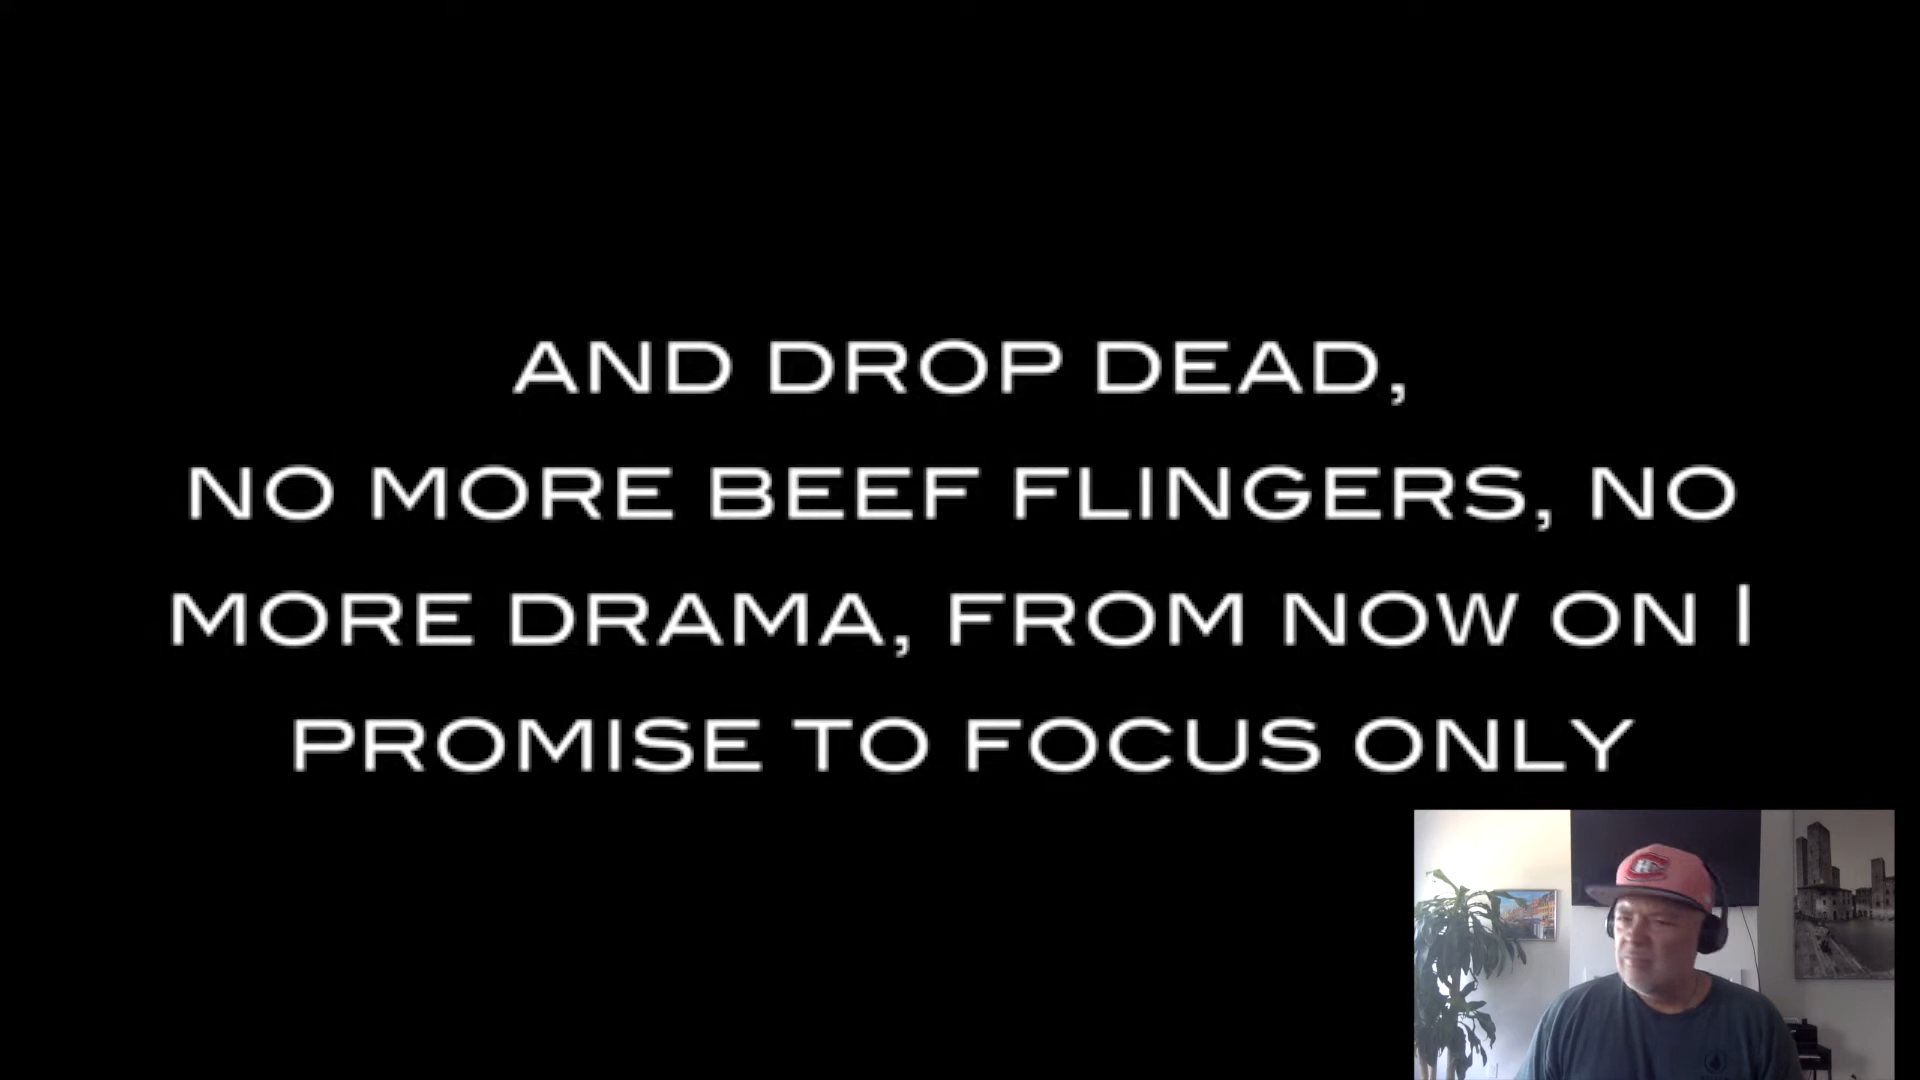 AND DROP DEAD,
NO MORE BEEF FLINGERS, NO
MORE DRAMA, FROM NOW ON I
PROMISE TO FOCUS ONLY